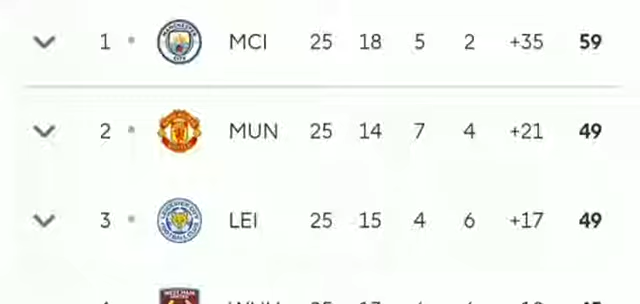 1 MCI 25 18 5 2 +35 59
2 MUN 25 14 7 4 +21 49
3 LEI 25 15 4 6 +17 49